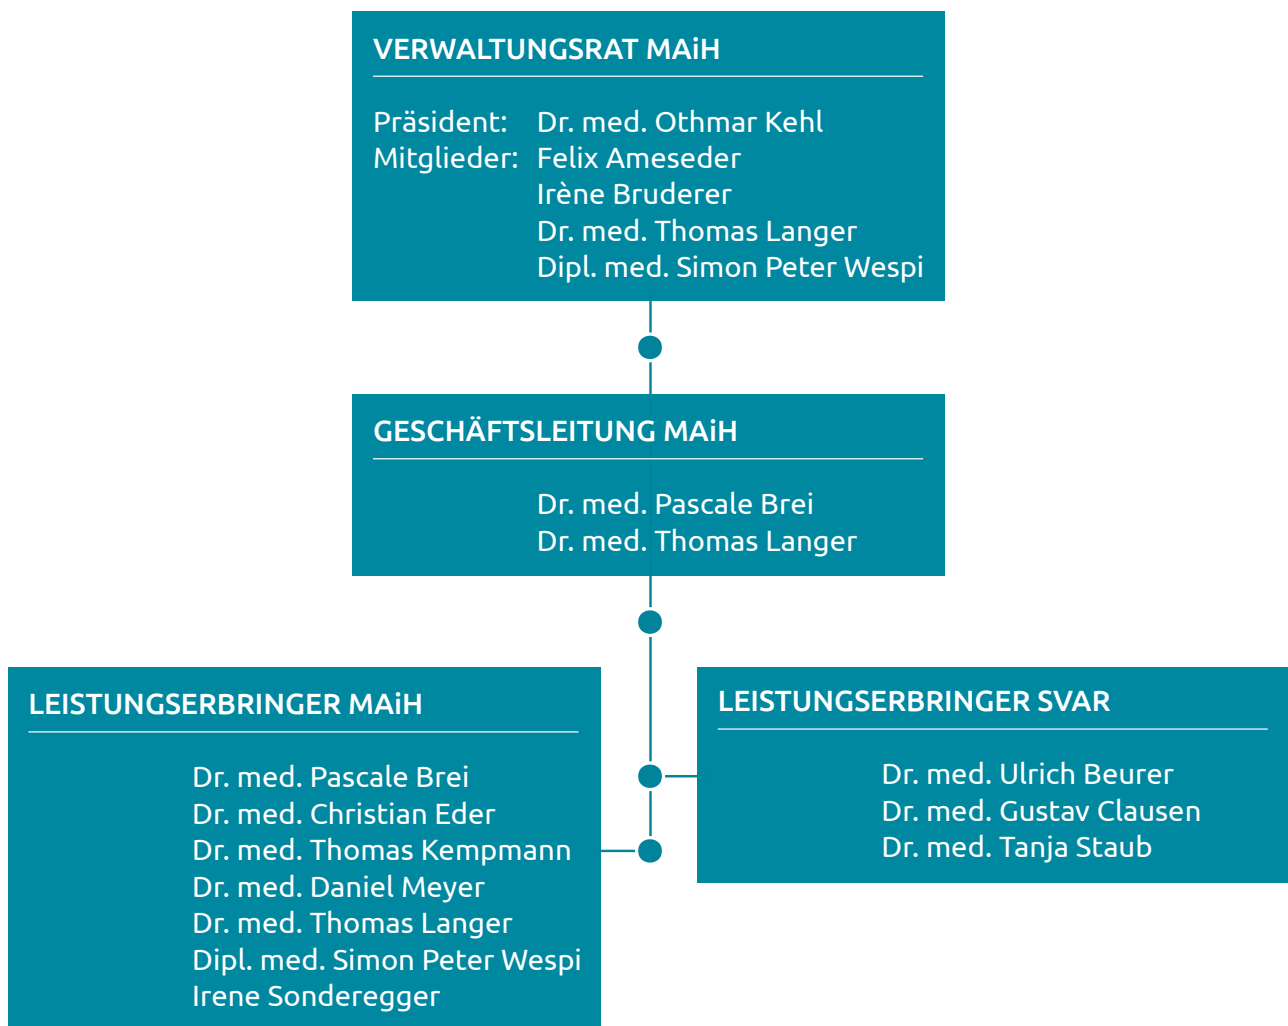 VERWALTUNGSRAT MAiH
Präsident: Dr. med. Othmar Kehl
Mitglieder: Felix Ameseder
Irène Bruderer
Dr. med. Thomas Langer
Dipl. med. Simon Peter Wespi
GESCHÄFTSLEITUNG MAiH
Dr. med. Pascale Brei
Dr. med. Thomas Langer
LEISTUNGSERBRINGER MAiH
Dr. med. Pascale Brei
Dr. med. Christian Eder
Dr. med. Thomas Kempmann
Dr. med. Daniel Meyer
Dr. med. Thomas Langer
Dipl. med. Simon Peter Wespi
Irene Sonderegger
LEISTUNGSERBRINGER SVAR
Dr. med. Ulrich Beurer
Dr. med. Gustav Clausen
Dr. med. Tanja Staub